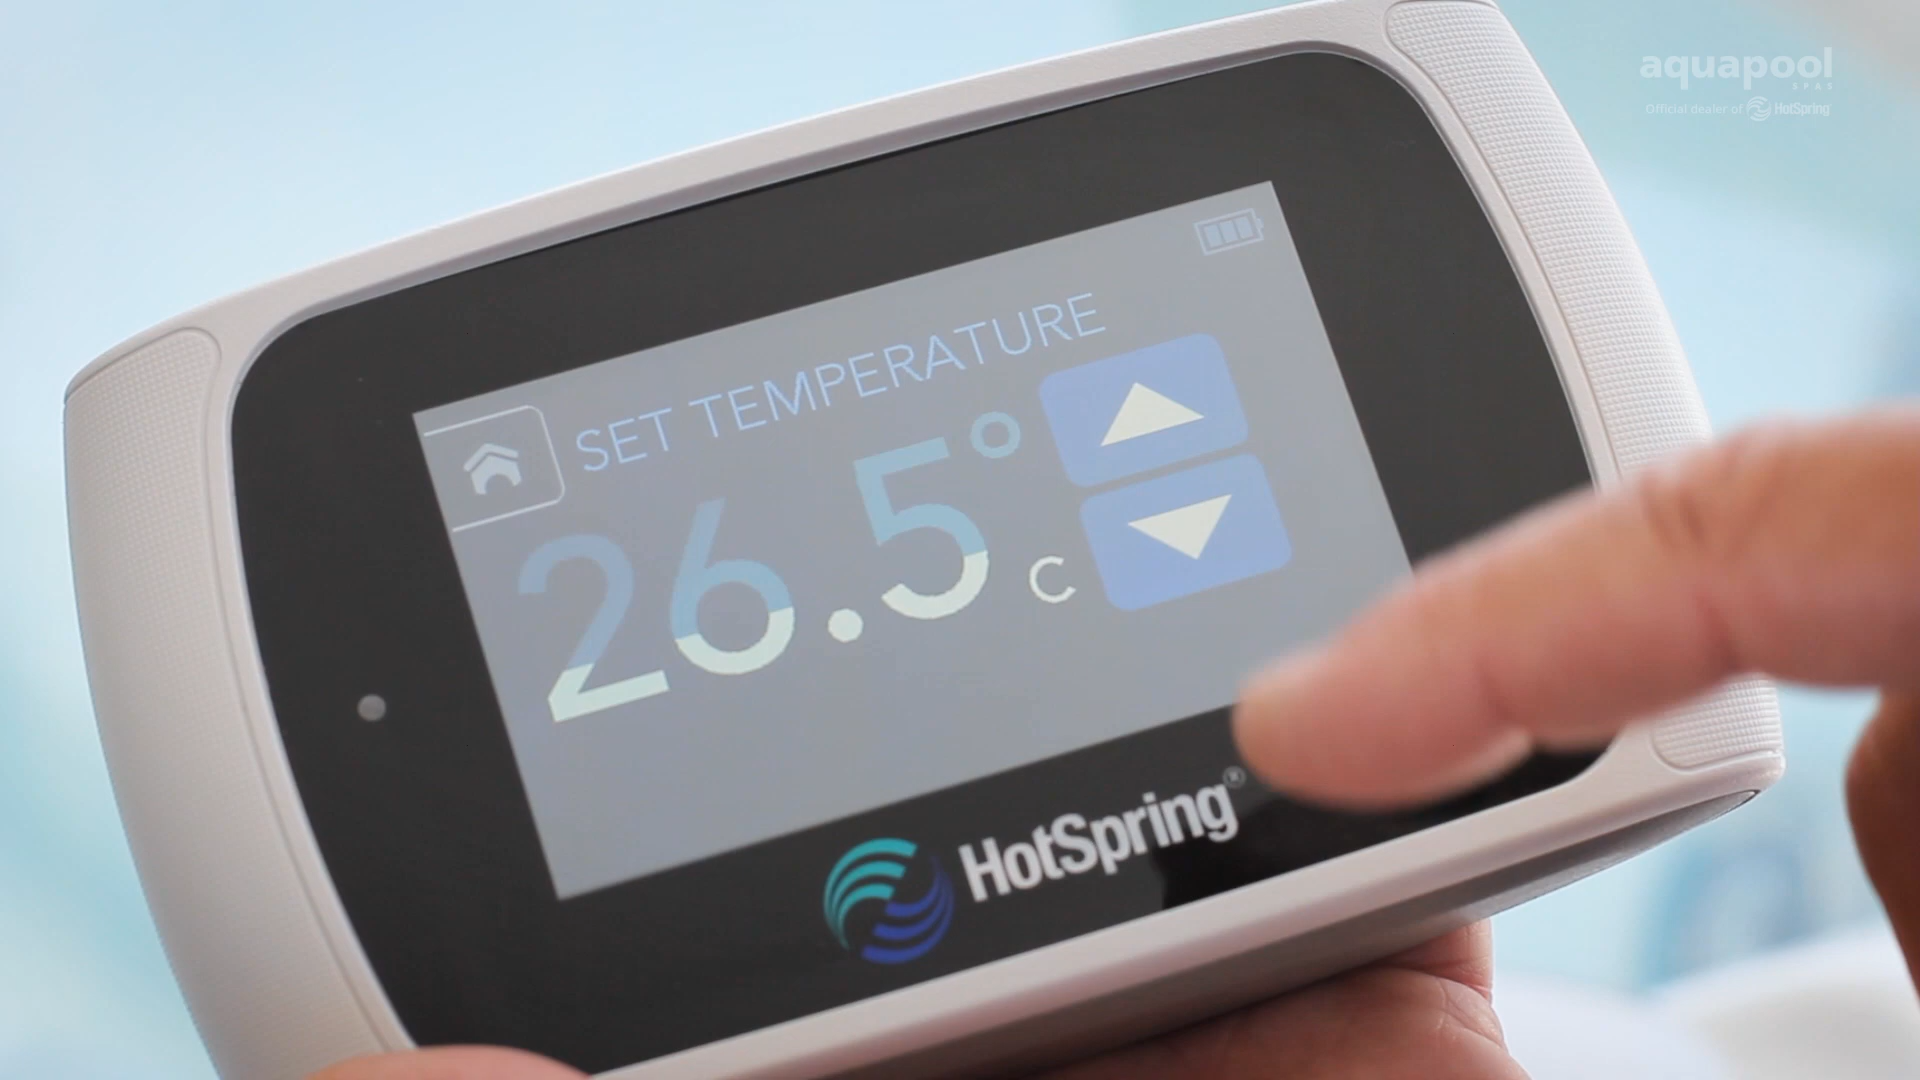 aquapool
SPAS
Official dealer of HotSpring
SET TEMPERATURE
26.5° C
HotSpring®